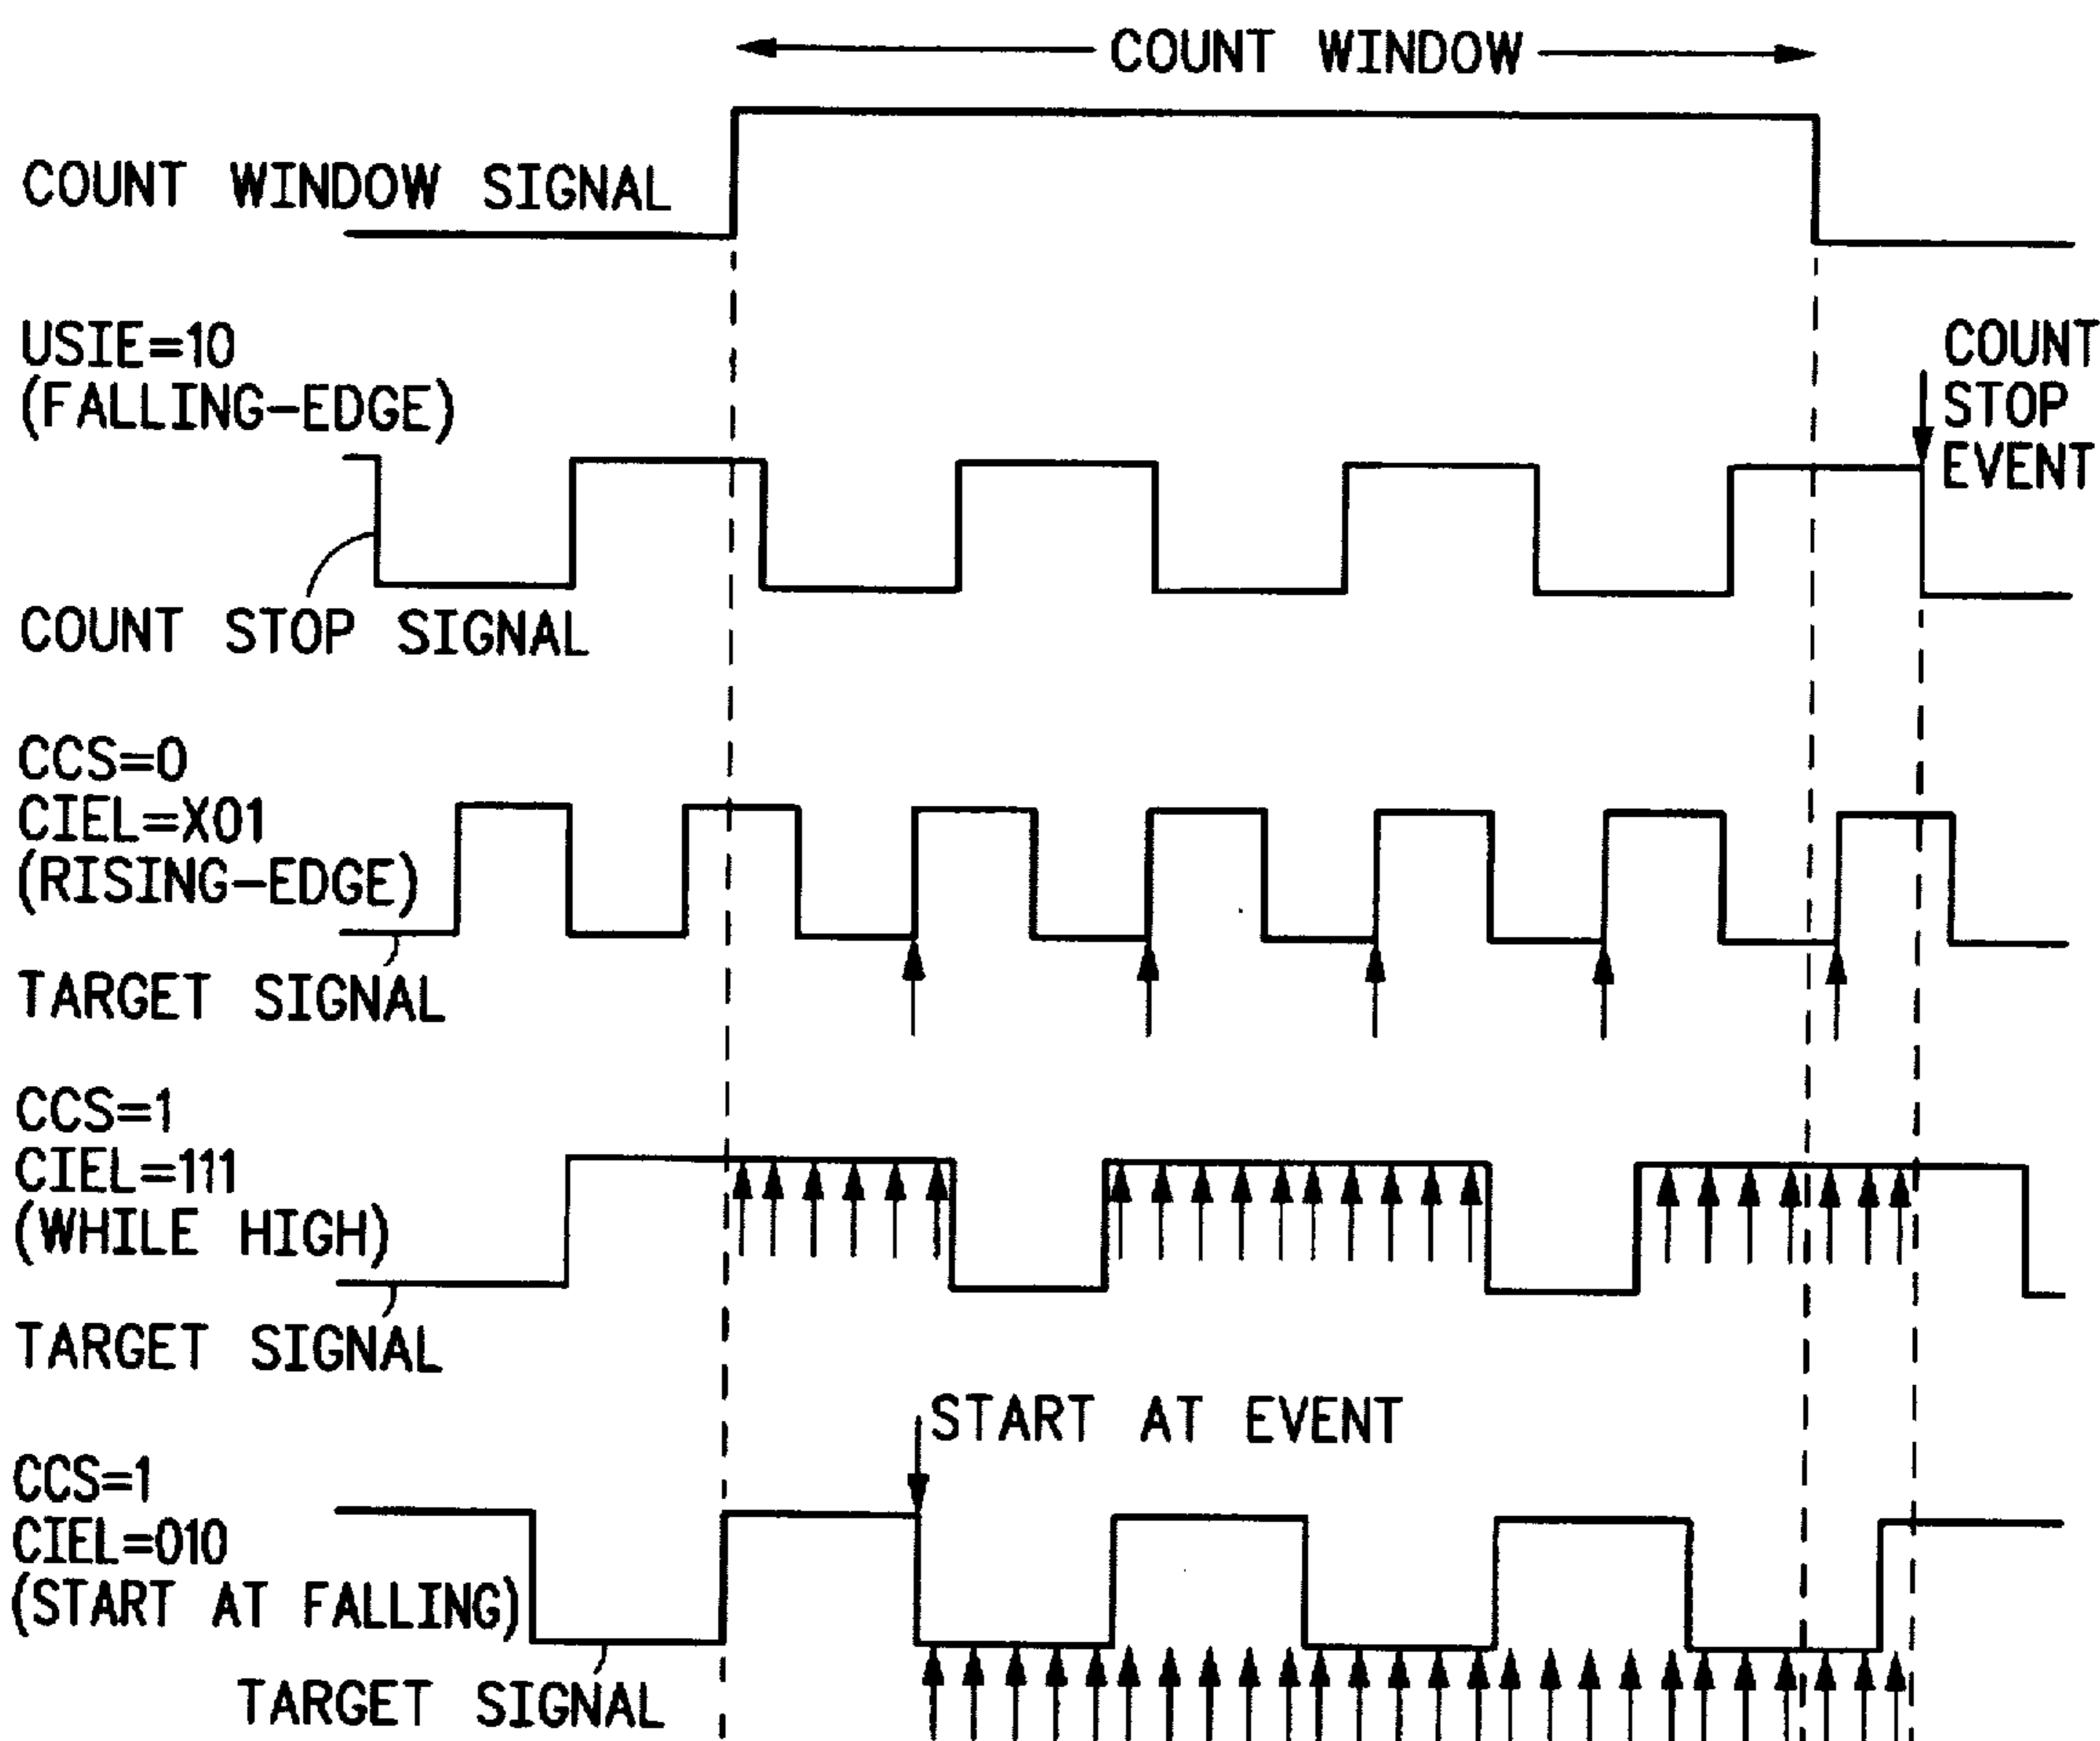 COUNT WINDOW
COUNT WINDOW SIGNAL
USIE=10
(FALLING-EDGE)
COUNT
STOP
EVENT
COUNT STOP SIGNAL
CCS=0
CIEL=X01
(RISING-EDGE)
TARGET SIGNAL
CCS=1
CIEL=111
(WHILE HIGH)
TARGET SIGNAL
START AT EVENT
CCS=1
CIEL=010
(START AT FALLING)
TARGET SIGNAL